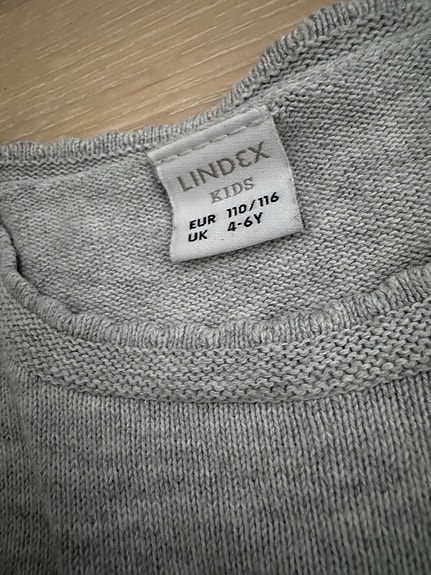 LINDEX
KIDS
EUR 110/116
UK 4-6Y